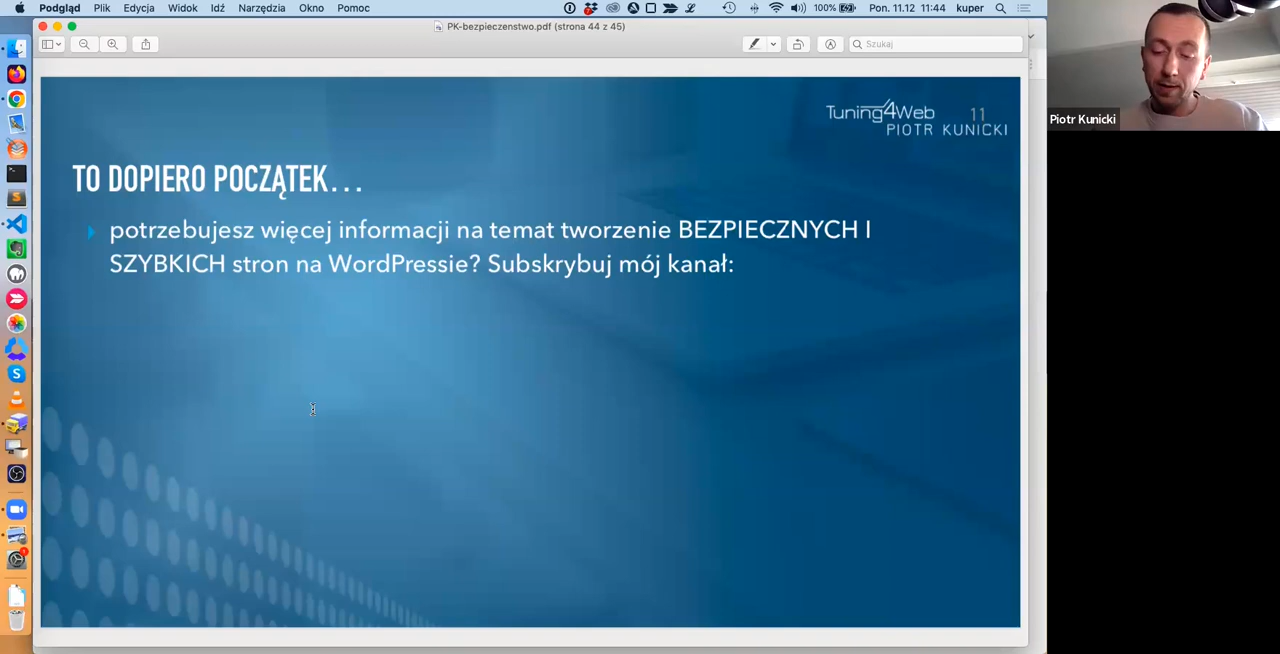 Podgląd Plik Edycja Widok Idź Narzędzia Okno Pomoc 100% Pon. 11.12 11:44 kuper
PK-bezpieczenstwo.pdf (strona 44 z 45)
Szukaj
Tuning4Web 11
PIOTR KUNICKI
TO DOPIERO POCZĄTEK...
potrzebujesz więcej informacji na temat tworzenie BEZPIECZNYCH I
SZYBKICH stron na WordPressie? Subskrybuj mój kanał:
Piotr Kunicki